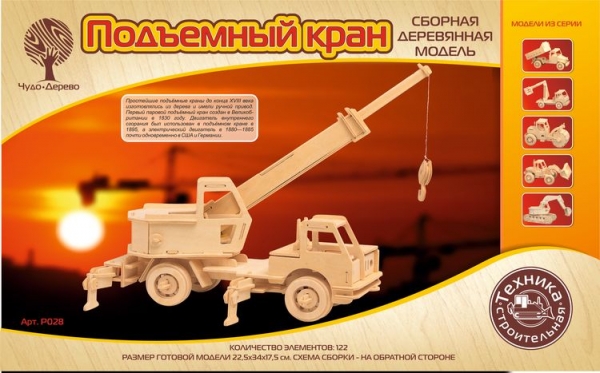 Подъемный кран
СБОРНАЯ
ДЕРЕВЯННАЯ
МОДЕЛЬ
МОДЕЛИ ИЗ СЕРИИ
Чудо-Дерево
Простейшие подъёмные краны до конца XVIII века
изготовлялись из дерева и имели ручной привод.
Первый паровой подъёмный кран создан в Велико-
британии в 1830 году. Двигатель внутреннего
сгорания был использован в подъёмном кране в
1895, а электрический двигатель в 1880—1885
почти одновременно в США и Германии.
Арт. P028
Техника
строительная
КОЛИЧЕСТВО ЭЛЕМЕНТОВ: 122
РАЗМЕР ГОТОВОЙ МОДЕЛИ 22,5x34x17,5 см. СХЕМА СБОРКИ - НА ОБРАТНОЙ СТОРОНЕ